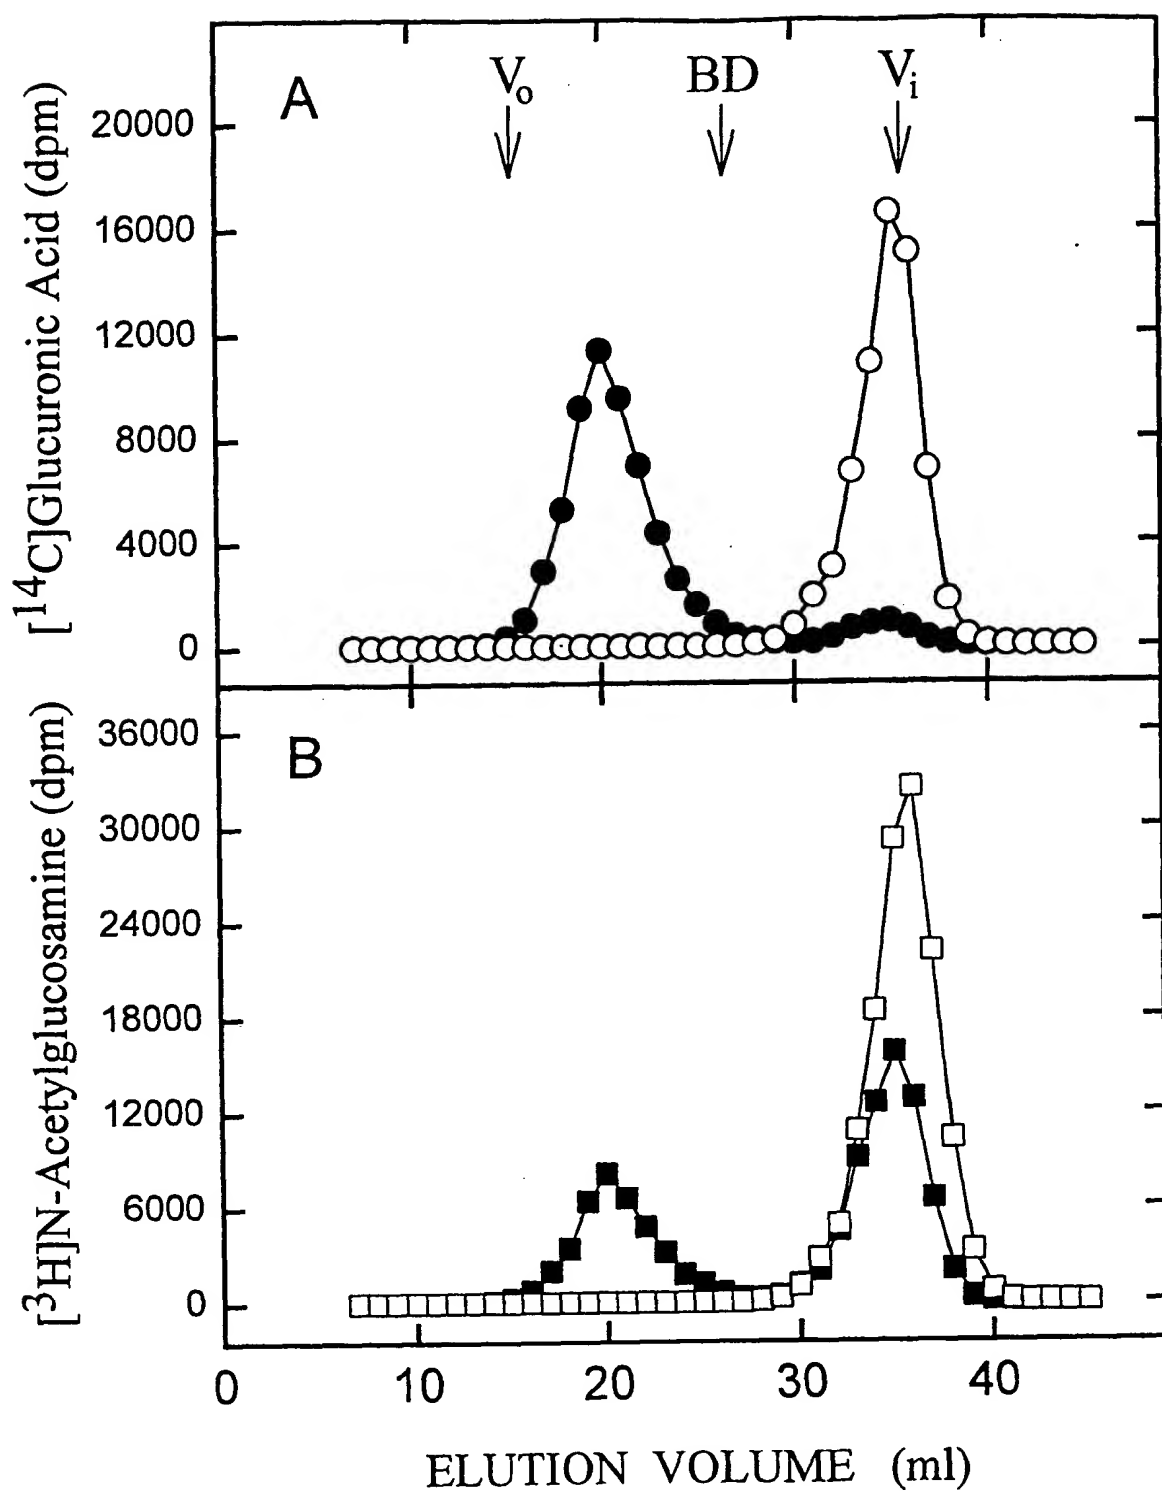 A
V₀
BD
Vᵢ
[¹⁴C]Glucuronic Acid (dpm)
20000
16000
12000
8000
4000
0
B
[³H]N-Acetylglucosamine (dpm)
36000
30000
24000
18000
12000
6000
0
0 10 20 30 40
ELUTION VOLUME (ml)